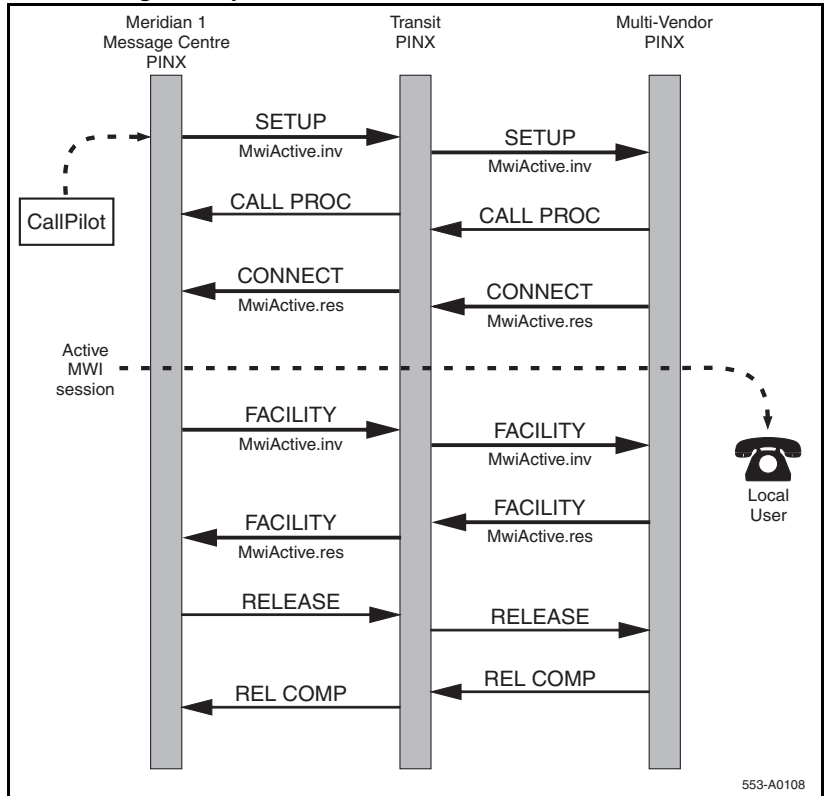 Meridian 1
Message Centre
PINX
Transit
PINX
Multi-Vendor
PINX
SETUP
MwiActive.inv
SETUP
MwiActive.inv
CallPilot
CALL PROC
CALL PROC
CONNECT
MwiActive.res
CONNECT
MwiActive.res
Active
MWI
session
FACILITY
MwiActive.inv
FACILITY
MwiActive.inv
Local
User
FACILITY
MwiActive.res
FACILITY
MwiActive.res
RELEASE
RELEASE
REL COMP
REL COMP
553-A0108